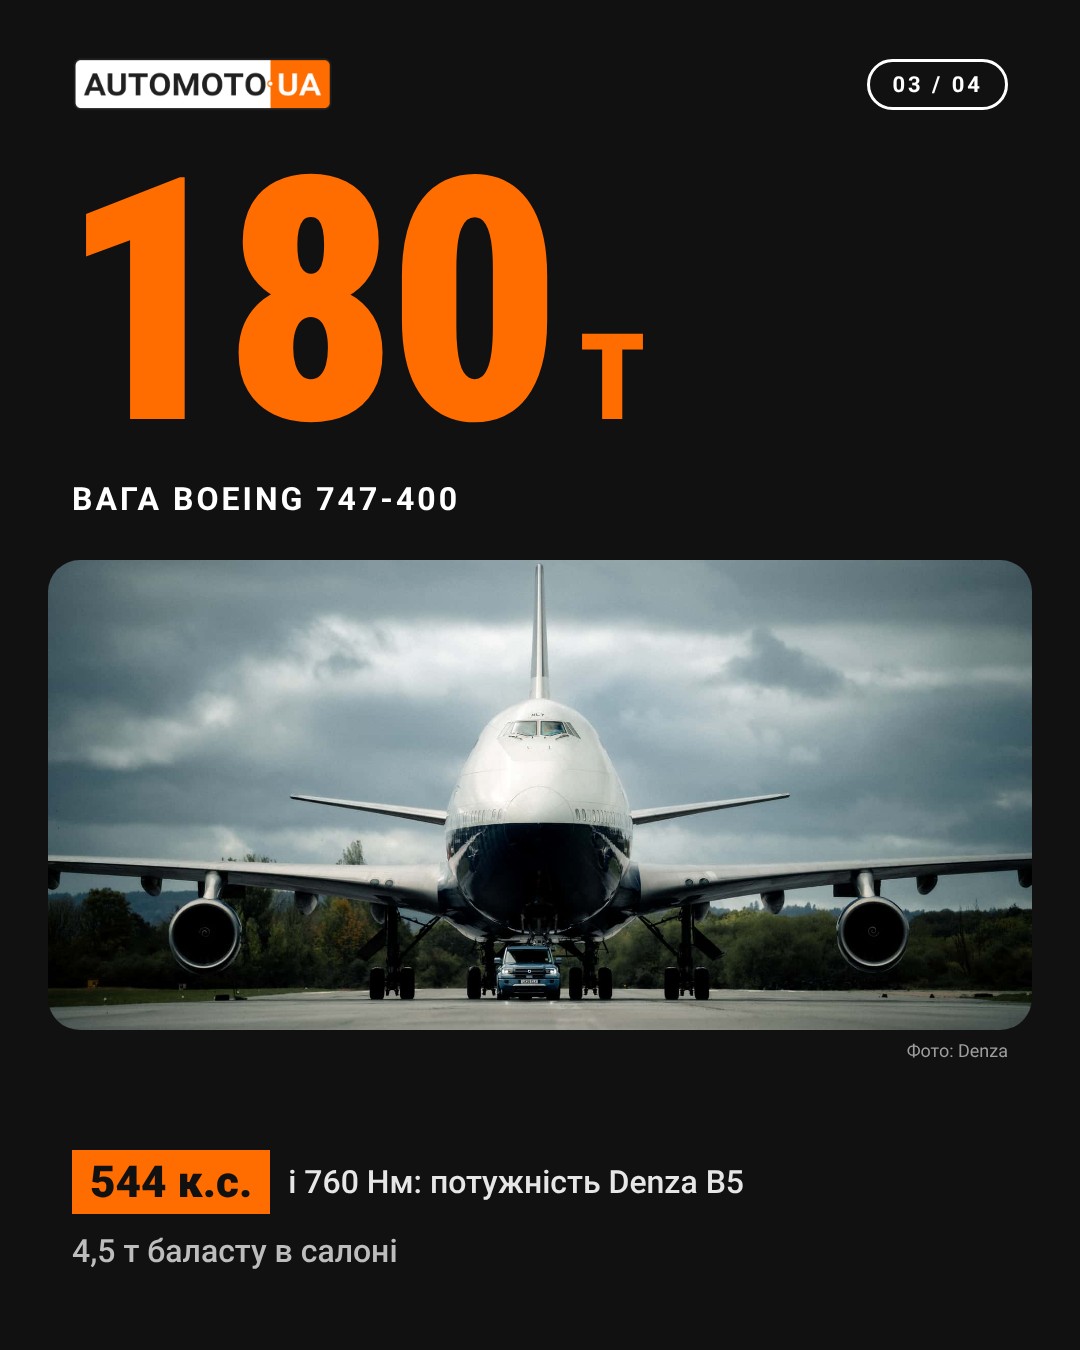 AUTOMOTO UA
03 / 04
180 т
ВАГА BOEING 747-400
Фото: Denza
544 к.с. і 760 Нм: потужність Denza B5
4,5 т баласту в салоні